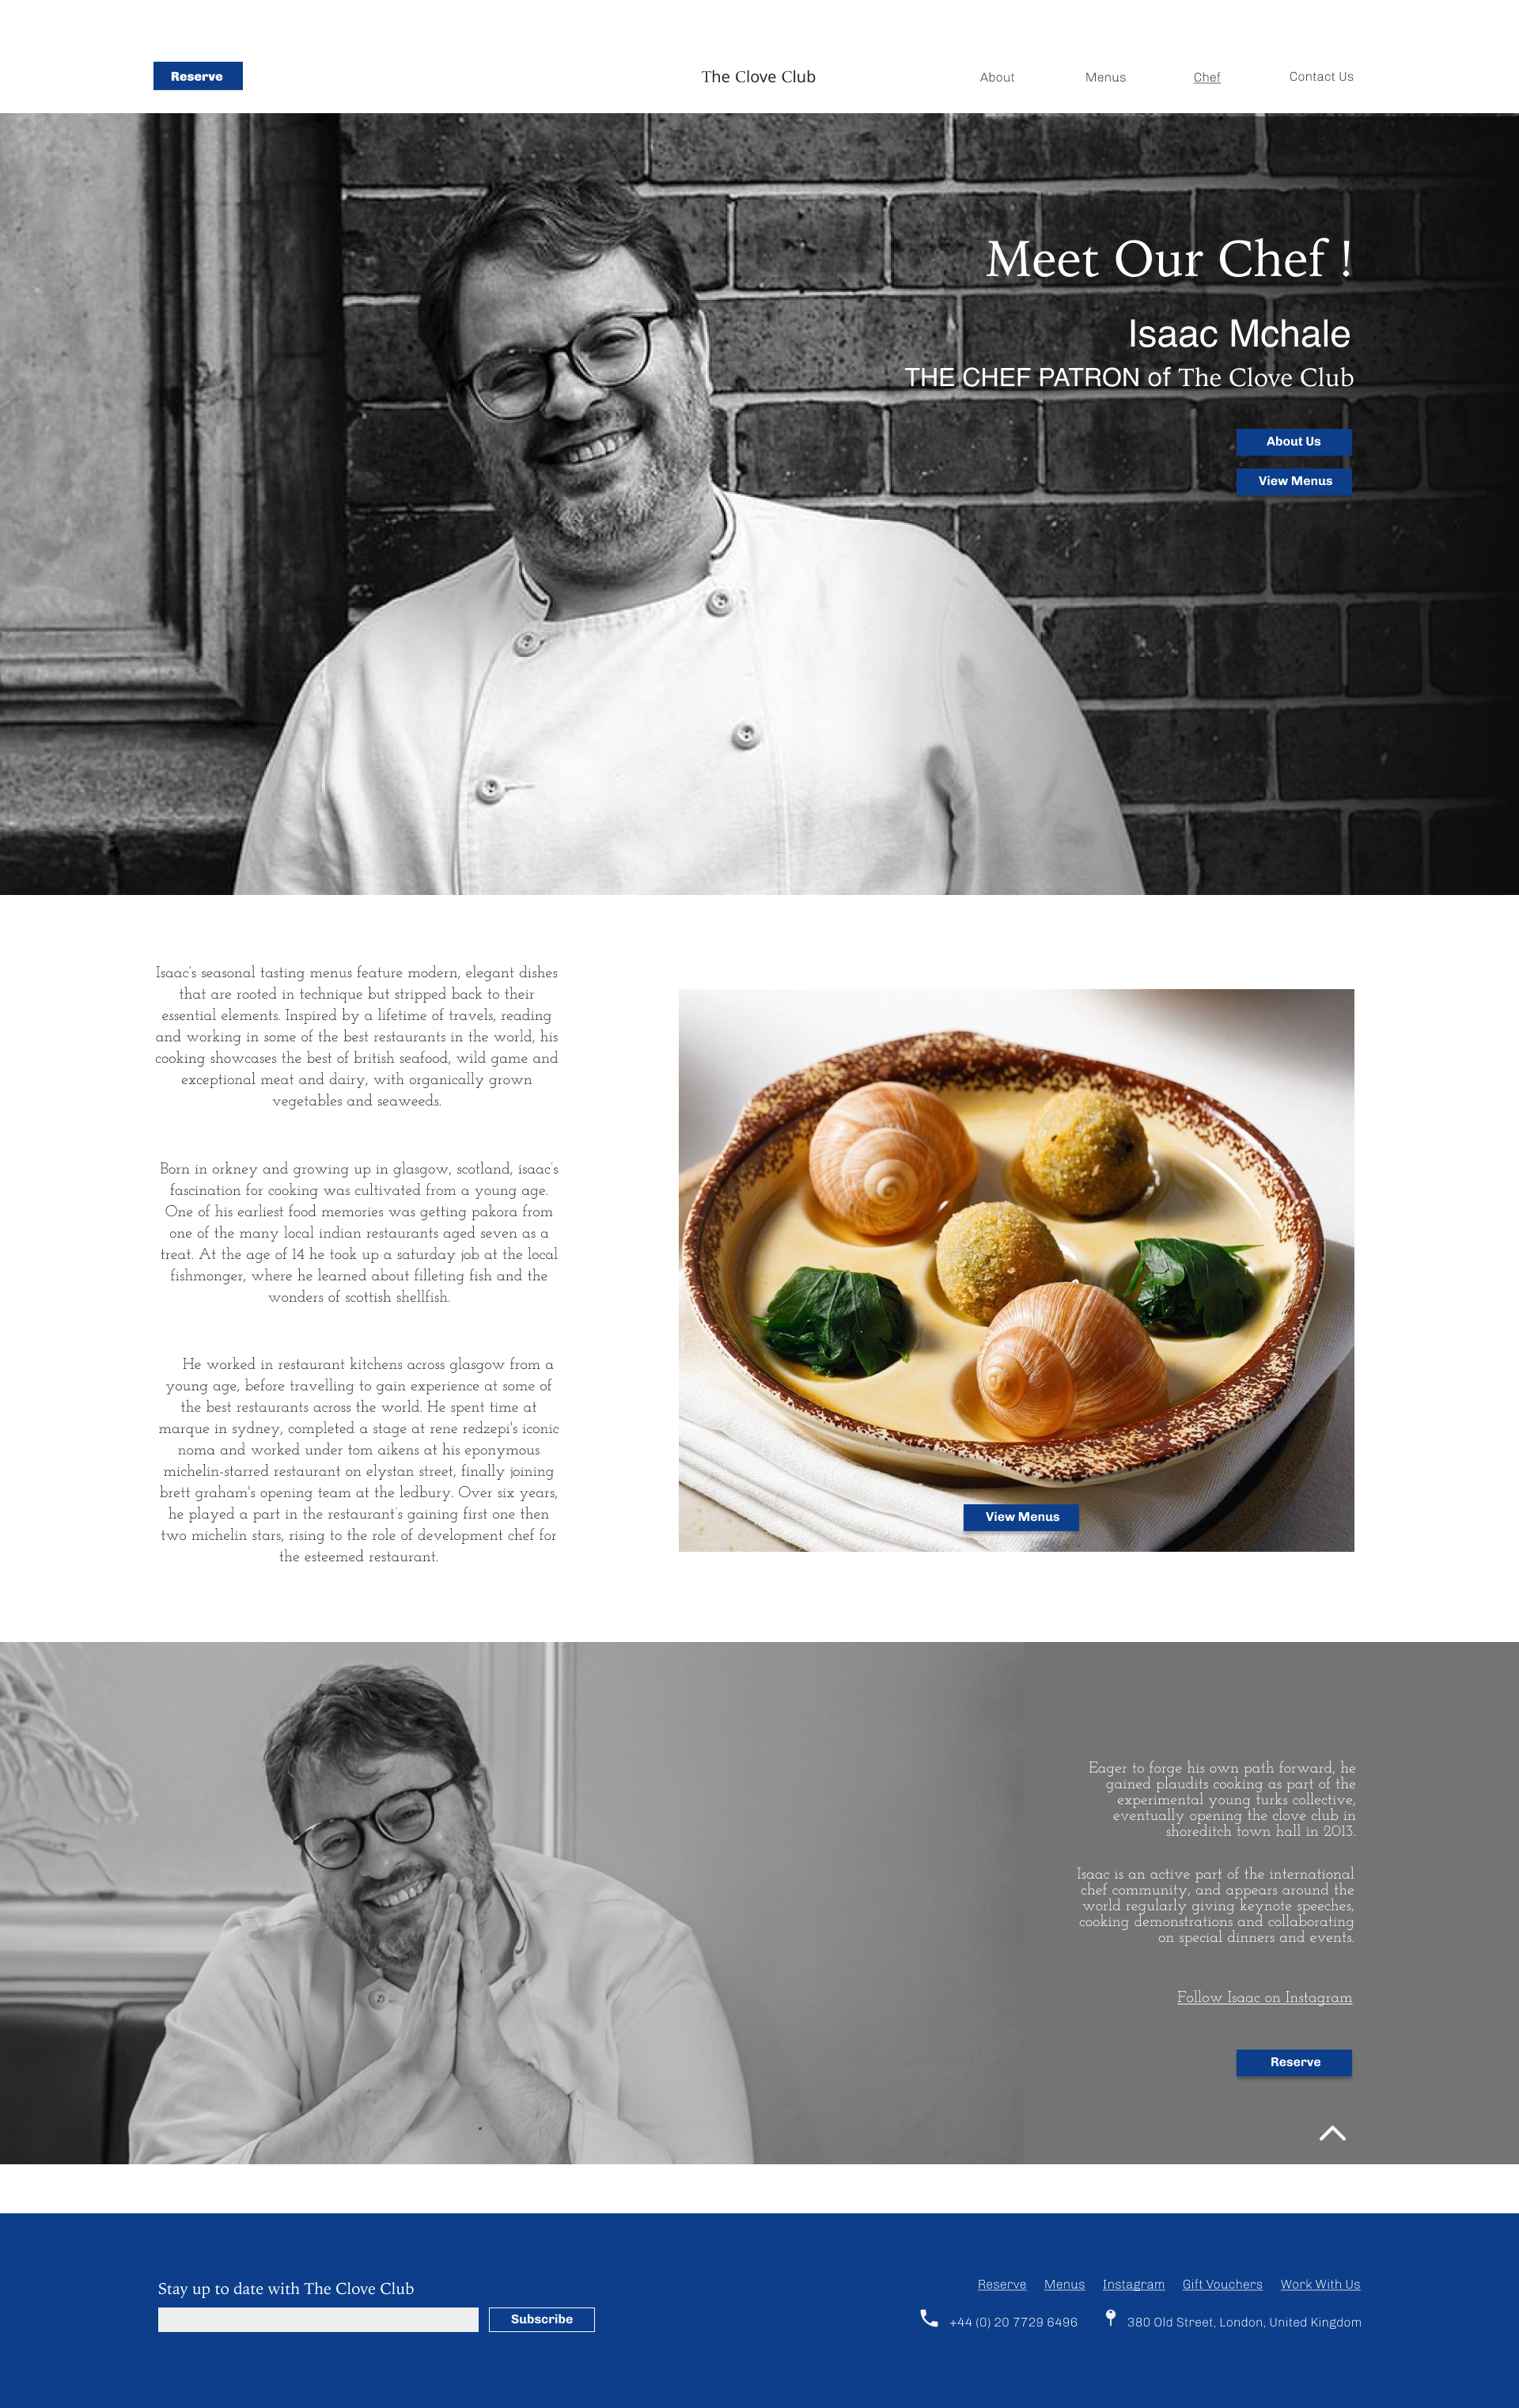 Reserve
The Clove Club
About
Menus
Chef
Contact Us
Meet Our Chef !
Isaac Mchale
THE CHEF PATRON of The Clove Club
About Us
View Menus
Isaac's seasonal tasting menus feature modern, elegant dishes
that are rooted in technique but stripped back to their
essential elements. Inspired by a lifetime of travels, reading
and working in some of the best restaurants in the world, his
cooking showcases the best of british seafood, wild game and
exceptional meat and dairy, with organically grown
vegetables and seaweeds.
Born in orkney and growing up in glasgow, scotland, isaac's
fascination for cooking was cultivated from a young age.
One of his earliest food memories was getting pakora from
one of the many local indian restaurants aged seven as a
treat. At the age of 14 he took up a saturday job at the local
fishmonger, where he learned about filleting fish and the
wonders of scottish shellfish.
He worked in restaurant kitchens across glasgow from a
young age, before travelling to gain experience at some of
the best restaurants across the world. He spent time at
marque in sydney, completed a stage at rene redzepi's iconic
noma and worked under tom aikens at his eponymous
michelin-starred restaurant on elystan street, finally joining
brett graham's opening team at the ledbury. Over six years,
he played a part in the restaurant's gaining first one then
two michelin stars, rising to the role of development chef for
the esteemed restaurant.
View Menus
Eager to forge his own path forward, he
gained plaudits cooking as part of the
experimental young turks collective,
eventually opening the clove club in
shoreditch town hall in 2013.
Isaac is an active part of the international
chef community, and appears around the
world regularly giving keynote speeches,
cooking demonstrations and collaborating
on special dinners and events.
Follow Isaac on Instagram
Reserve
Stay up to date with The Clove Club
Subscribe
Reserve
Menus
Instagram
Gift Vouchers
Work With Us
+44 (0) 20 7729 6496
380 Old Street, London, United Kingdom